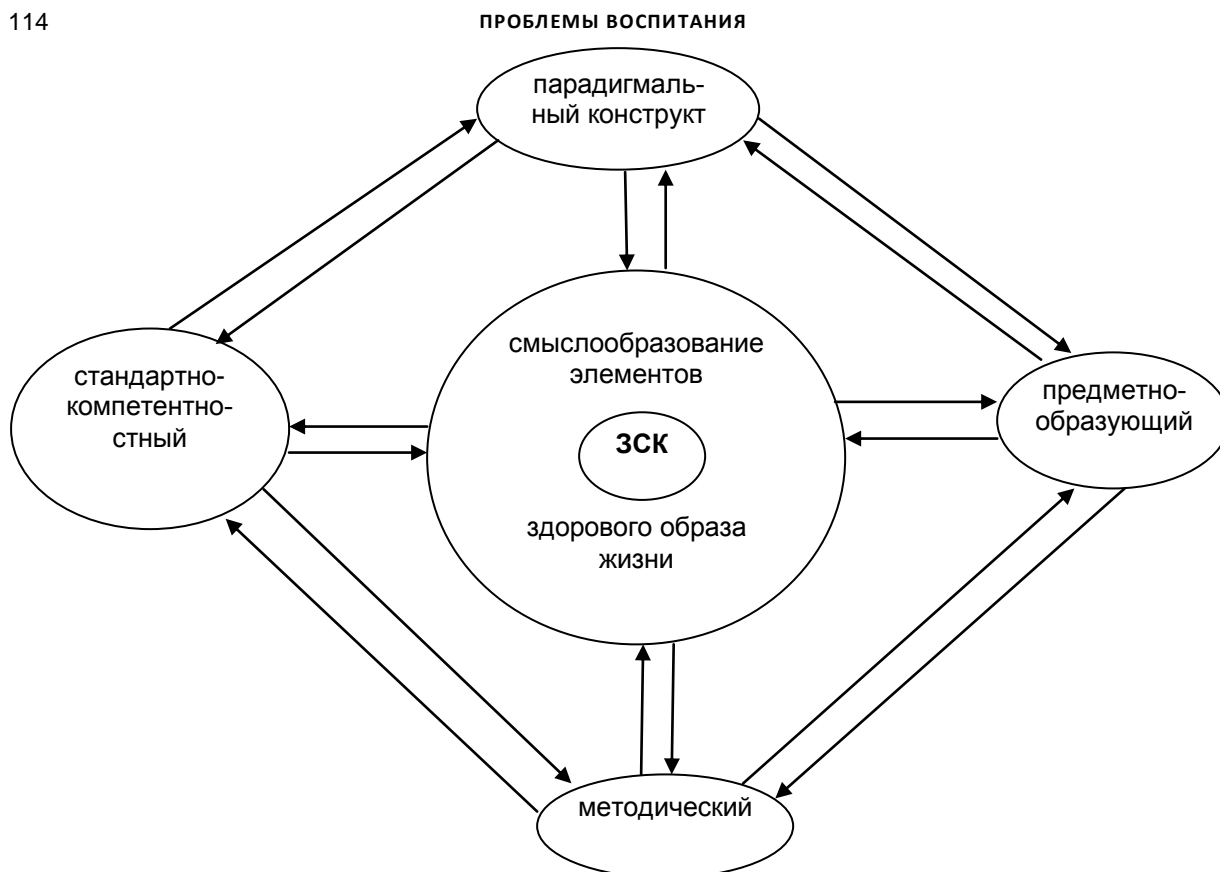 114
ПРОБЛЕМЫ ВОСПИТАНИЯ
парадигмаль-
ный конструкт
смыслообразование
элементов
стандартно-
компетентно-
стный
предметно-
образующий
ЗСК
здорового образа
жизни
методический